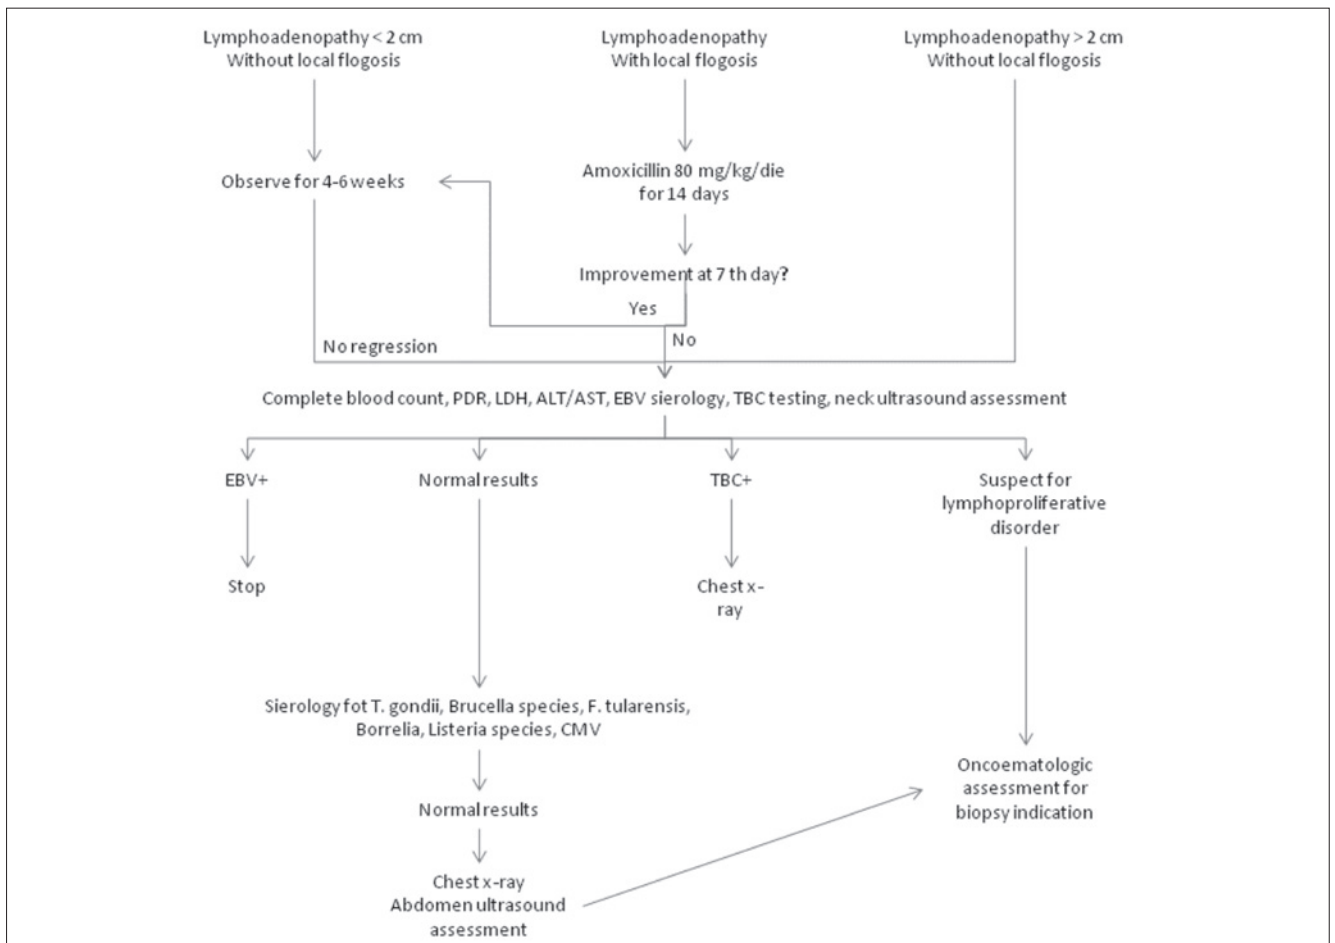 Lymphoadenopathy < 2 cm
Without local flogosis
Lymphoadenopathy
With local flogosis
Lymphoadenopathy > 2 cm
Without local flogosis
Observe for 4-6 weeks
Amoxicillin 80 mg/kg/die
for 14 days
Improvement at 7 th day?
Yes
No
No regression
Complete blood count, PDR, LDH, ALT/AST, EBV sierology, TBC testing, neck ultrasound assessment
EBV+
Normal results
TBC+
Suspect for
lymphoproliferative
disorder
Stop
Chest x-
ray
Sierology fot T. gondii, Brucella species, F. tularensis,
Borrelia, Listeria species, CMV
Oncoematologic
assessment for
biopsy indication
Normal results
Chest x-ray
Abdomen ultrasound
assessment